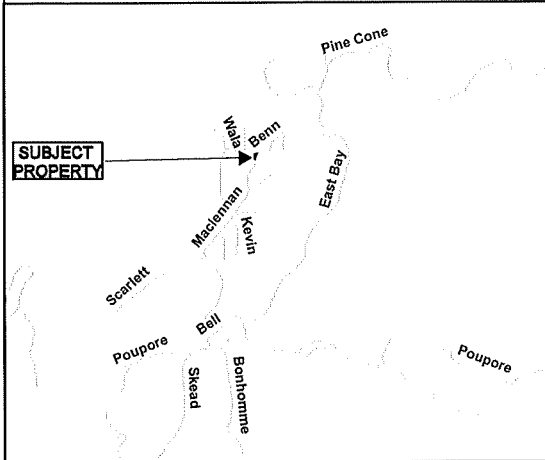 Pine Cone
Wala
Benn
SUBJECT
PROPERTY
East Bay
Maclennan
Kevin
Scarlett
Bell
Poupore
Poupore
Skead
Bonhomme